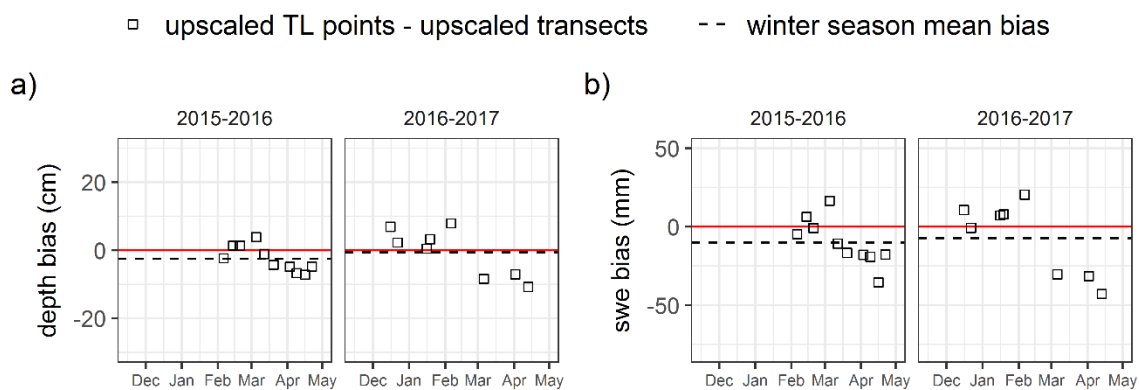 upscaled TL points - upscaled transects
winter season mean bias
a)
2015-2016
2016-2017
depth bias (cm)
20
0
-20
Dec Jan Feb Mar Apr May
Dec Jan Feb Mar Apr May
b)
2015-2016
2016-2017
swe bias (mm)
50
0
-50
Dec Jan Feb Mar Apr May
Dec Jan Feb Mar Apr May